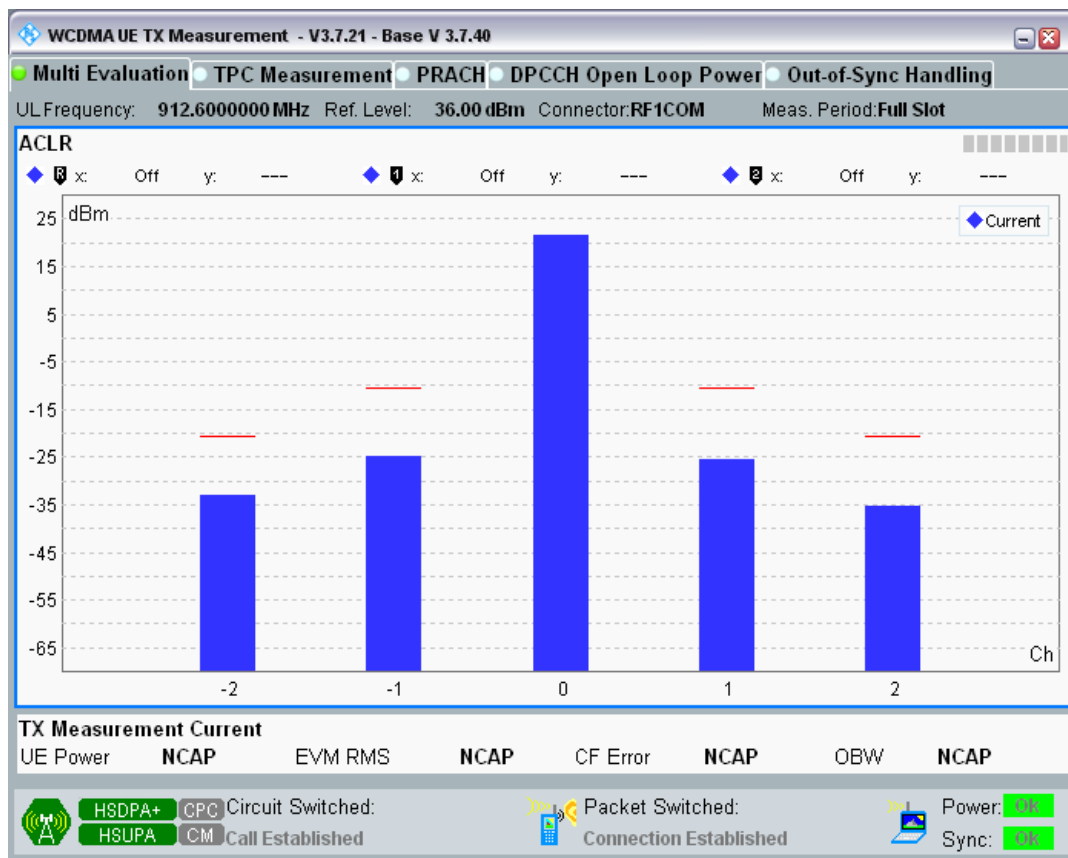 WCDMA UE TX Measurement - V3.7.21 - Base V 3.7.40
Multi Evaluation TPC Measurement PRACH DPCCH Open Loop Power Out-of-Sync Handling
UL Frequency: 912.6000000 MHz Ref. Level: 36.00 dBm Connector:RF1COM Meas. Period:Full Slot
ACLR
R x: Off y: --- 1 x: Off y: --- 2 x: Off y: ---
dBm
Current
25
15
5
-5
-15
-25
-35
-45
-55
-65
Ch
-2 -1 0 1 2
TX Measurement Current
UE Power NCAP EVM RMS NCAP CF Error NCAP OBW NCAP
HSDPA+ CPC Circuit Switched: Packet Switched: Power: OK
HSUPA CM Call Established Connection Established Sync: OK